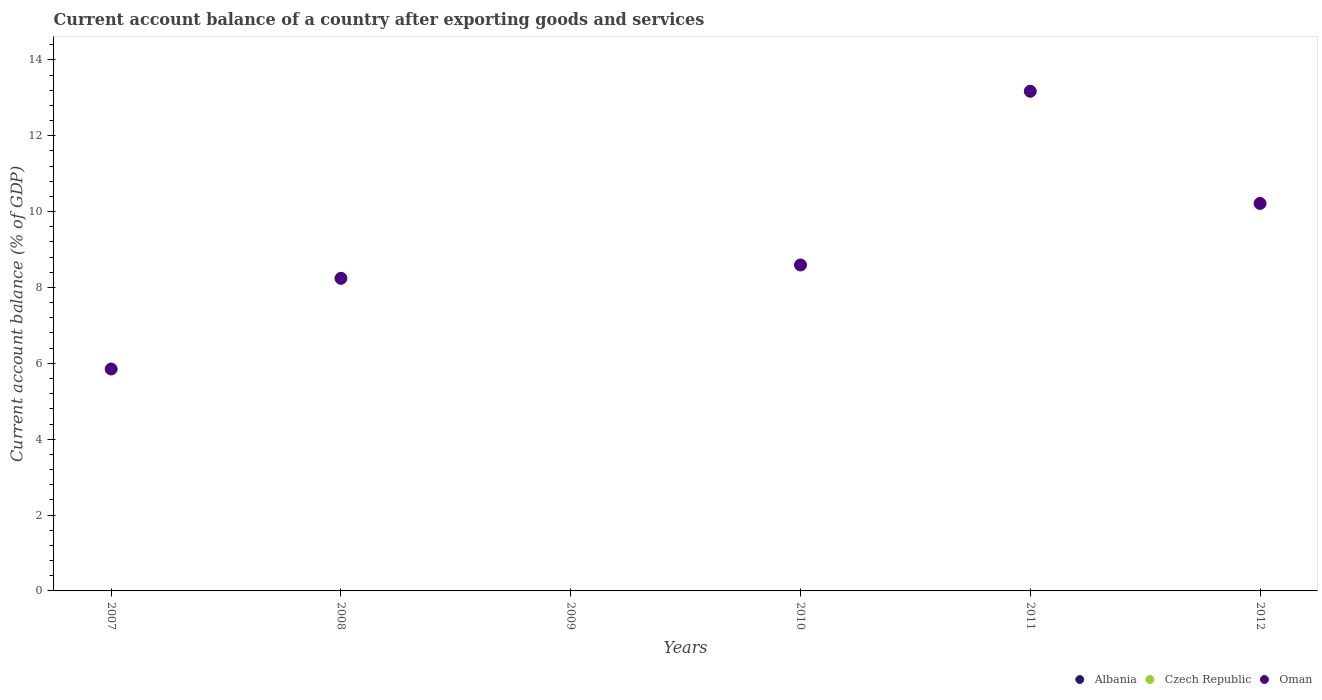 Current account balance of a country after exporting goods and services
Current account balance (% of GDP)
14
12
10
8
6
4
2
0
2007
2008
2009
2010
2011
2012
Years
Albania
Czech Republic
Oman